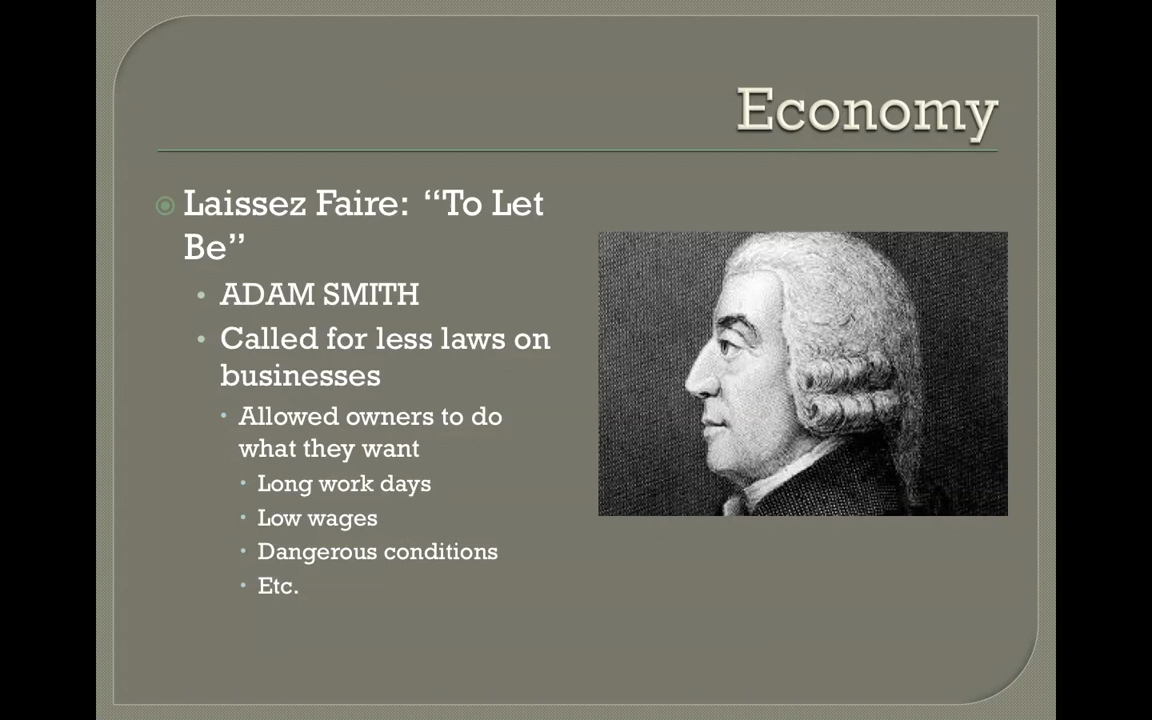 Economy
Laissez Faire:  “To Let
Be”
ADAM SMITH
Called for less laws on
businesses
Allowed owners to do
what they want
Long work days
Low wages
Dangerous conditions
Etc.